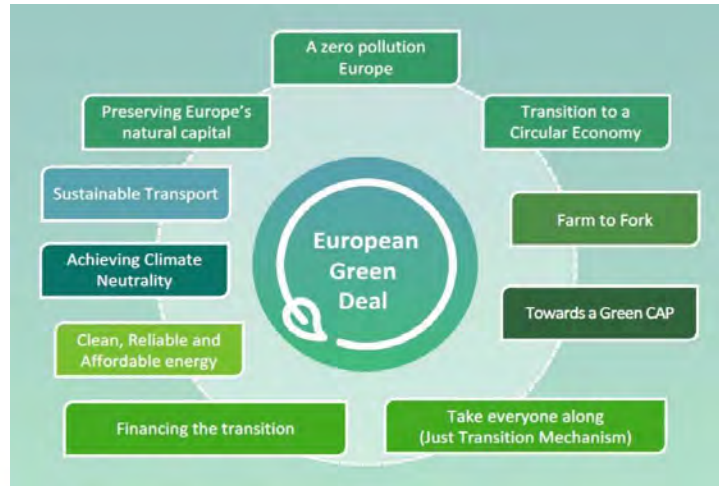 A zero pollution
Europe
Preserving Europe's
natural capital
Transition to a
Circular Economy
Sustainable Transport
Farm to Fork
European
Green
Deal
Achieving Climate
Neutrality
Towards a Green CAP
Clean, Reliable and
Affordable energy
Financing the transition
Take everyone along
(Just Transition Mechanism)